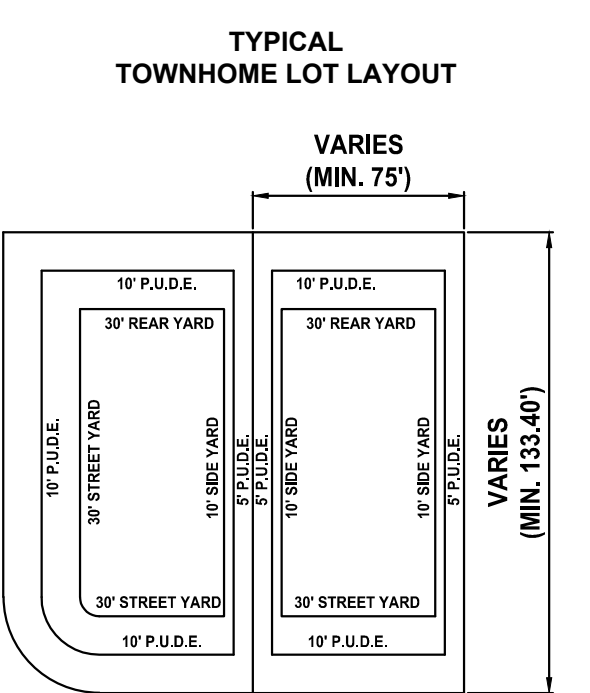 TYPICAL
TOWNHOME LOT LAYOUT
VARIES
(MIN. 75')
10' P.U.D.E.
10' P.U.D.E.
30' REAR YARD
30' REAR YARD
10' P.U.D.E.
30' STREET YARD
10' SIDE YARD
5' P.U.D.E.
5' P.U.D.E.
10' SIDE YARD
10' SIDE YARD
5' P.U.D.E.
VARIES
(MIN. 133.40')
30' STREET YARD
30' STREET YARD
10' P.U.D.E.
10' P.U.D.E.